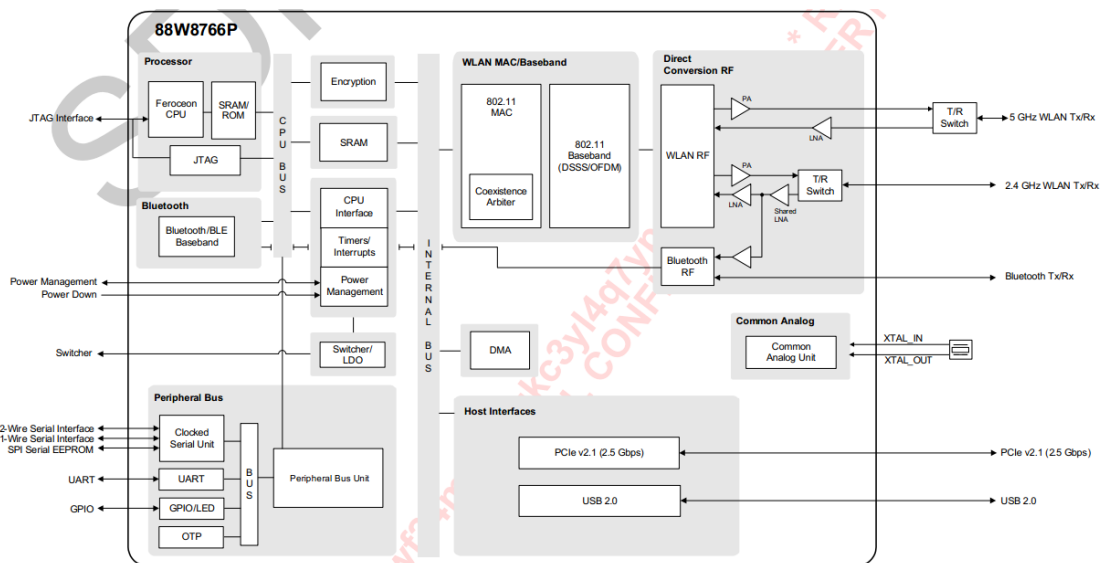 88W8766P
Processor
Feroceon
CPU
SRAM/
ROM
JTAG
JTAG Interface
Bluetooth
Bluetooth/BLE
Baseband
CPU
BUS
Encryption
SRAM
CPU
Interface
Timers/
Interrupts
Power
Management
Power Management
Power Down
Switcher
Switcher/
LDO
INTERNAL
BUS
WLAN MAC/Baseband
802.11
MAC
Coexistence
Arbiter
802.11
Baseband
(DSSS/OFDM)
Direct
Conversion RF
WLAN RF
PA
LNA
T/R
Switch
5 GHz WLAN Tx/Rx
PA
LNA
Shared
LNA
T/R
Switch
2.4 GHz WLAN Tx/Rx
Bluetooth
RF
Bluetooth Tx/Rx
DMA
Common Analog
Common
Analog Unit
XTAL_IN
XTAL_OUT
Peripheral Bus
2-Wire Serial Interface
1-Wire Serial Interface
SPI Serial EEPROM
Clocked
Serial Unit
UART
UART
GPIO
GPIO/LED
OTP
BUS
Peripheral Bus Unit
Host Interfaces
PCIe v2.1 (2.5 Gbps)
PCIe v2.1 (2.5 Gbps)
USB 2.0
USB 2.0